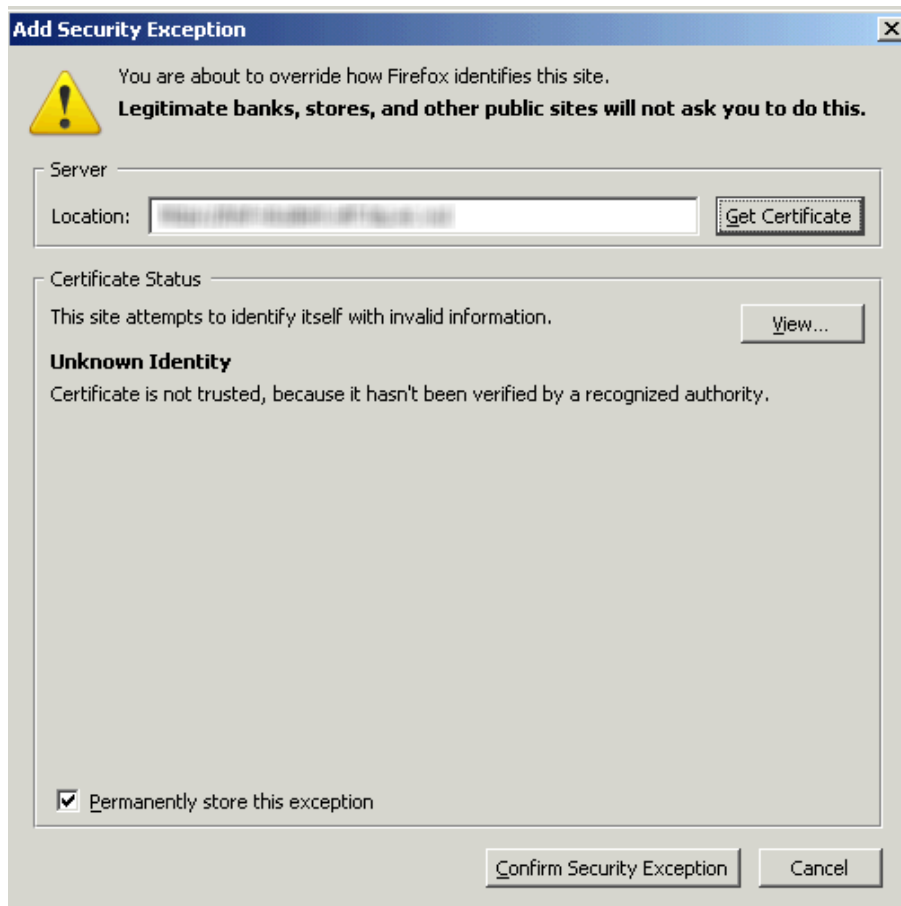 Add Security Exception
You are about to override how Firefox identifies this site.
Legitimate banks, stores, and other public sites will not ask you to do this.
Server
Location:
Get Certificate
Certificate Status
This site attempts to identify itself with invalid information.
View...
Unknown Identity
Certificate is not trusted, because it hasn't been verified by a recognized authority.
Permanently store this exception
Confirm Security Exception
Cancel